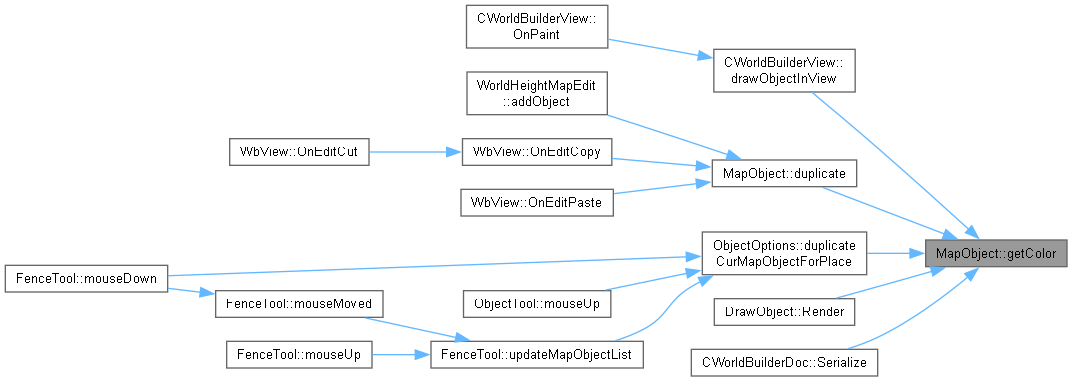 CWorldBuilderView::
OnPaint
CWorldBuilderView::
drawObjectInView
WorldHeightMapEdit
::addObject
WbView::OnEditCut
WbView::OnEditCopy
MapObject::duplicate
WbView::OnEditPaste
ObjectOptions::duplicate
CurMapObjectForPlace
MapObject::getColor
FenceTool::mouseDown
FenceTool::mouseMoved
ObjectTool::mouseUp
DrawObject::Render
FenceTool::mouseUp
FenceTool::updateMapObjectList
CWorldBuilderDoc::Serialize